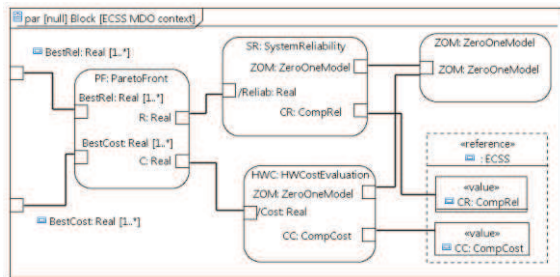 par [null] Block [ECSS MDO context]
BestRel: Real [1..*]
PF: ParetoFront
BestRel: Real [1..*]
R: Real
BestCost: Real [1..*]
C: Real
BestCost: Real [1..*]
SR: SystemReliability
ZOM: ZeroOneModel
/Reliab: Real
CR: CompRel
HWC: HWCostEvaluation
ZOM: ZeroOneModel
/Cost: Real
CC: CompCost
ZOM: ZeroOneModel
ZOM: ZeroOneModel
«reference»
: ECSS
«value»
CR: CompRel
«value»
CC: CompCost